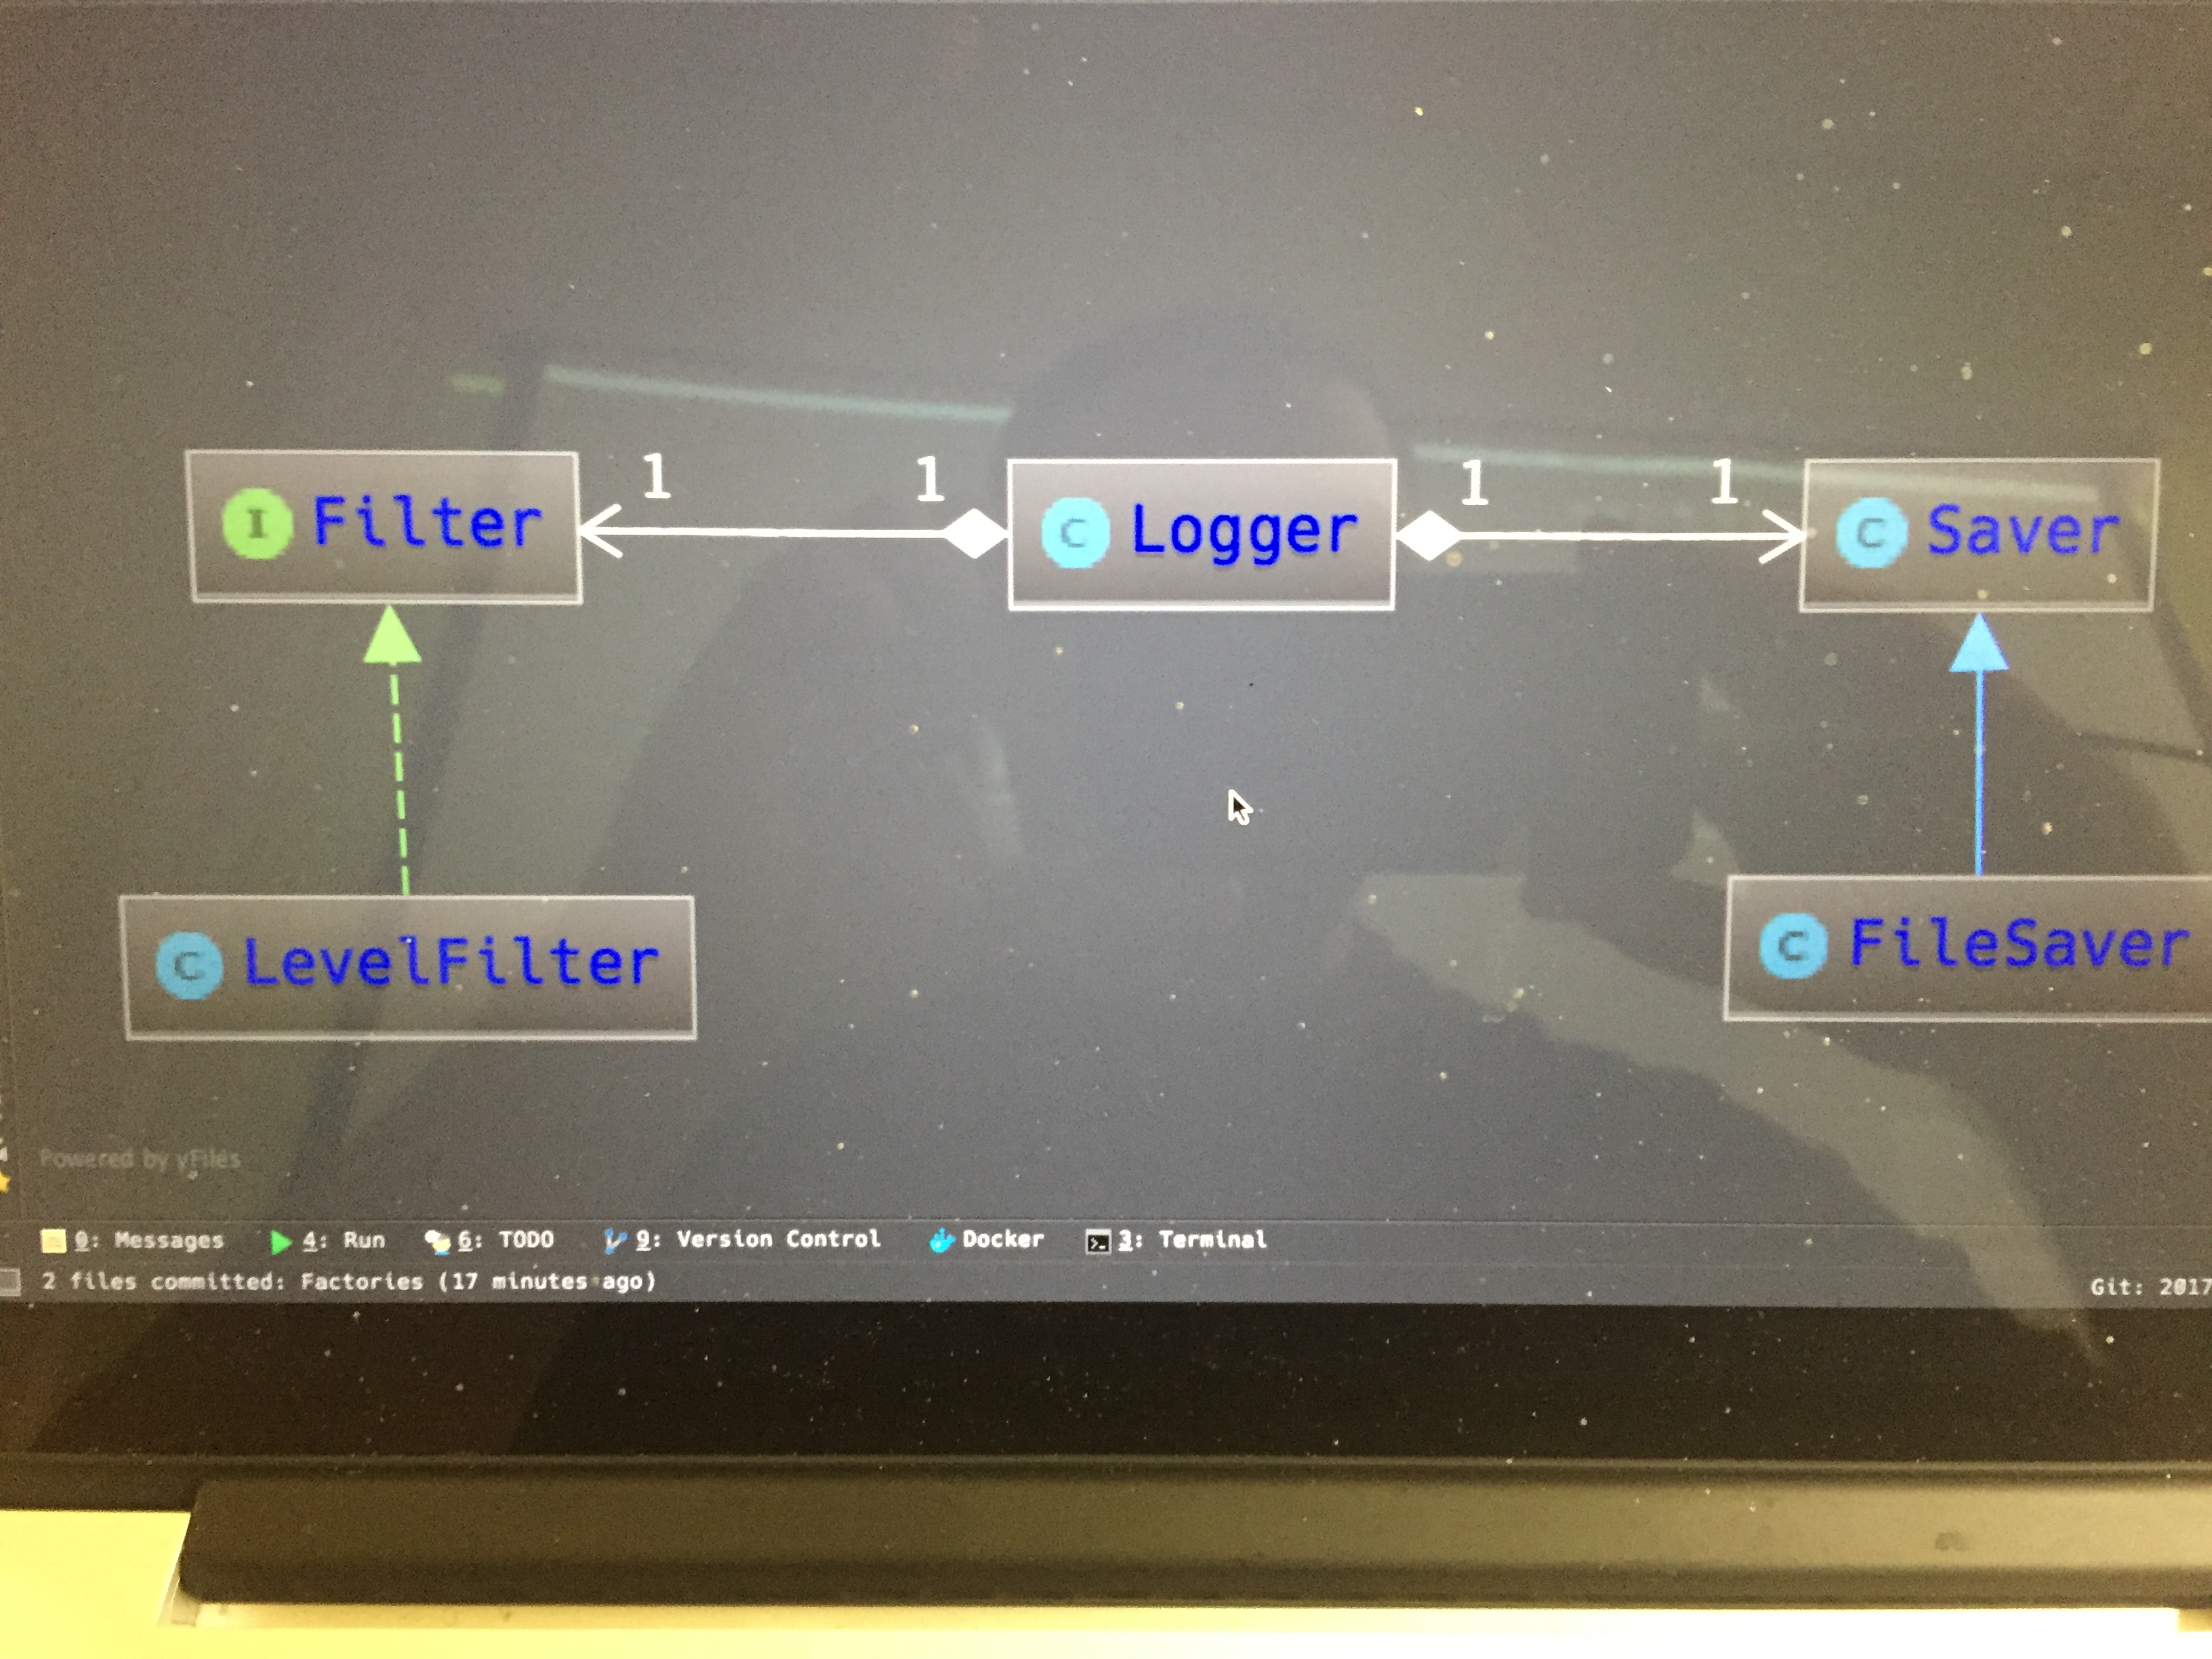 1 1 1 1
I Filter C Logger C Saver
C LevelFilter C FileSaver
Powered by yFiles
0: Messages 4: Run 6: TODO 9: Version Control Docker 3: Terminal
2 files committed: Factories (17 minutes ago) Git: 2017